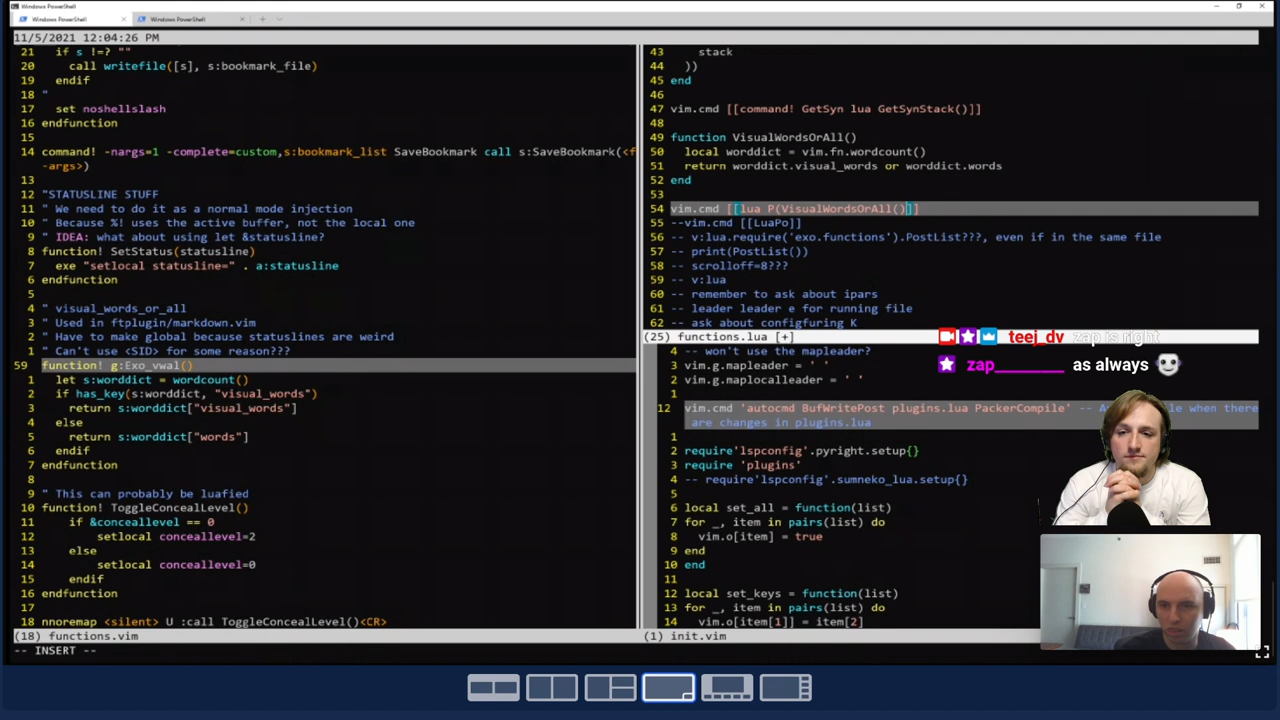 Windows PowerShell
Windows PowerShell
Windows PowerShell
11/5/2021 12:04:26 PM
21 if s !=? ""
20 call writefile([s], s:bookmark_file)
19 endif
18 "
17 set noshellslash
16 endfunction
15
14 command! -nargs=1 -complete=custom,s:bookmark_list SaveBookmark call s:SaveBookmark(<f
-args>)
13
12 "STATUSLINE STUFF
11 " We need to do it as a normal mode injection
10 " Because %! uses the active buffer, not the local one
9 " IDEA: what about using let &statusline?
8 function! SetStatus(statusline)
7 exe "setlocal statusline=" . a:statusline
6 endfunction
5
4 " visual_words_or_all
3 " Used in ftplugin/markdown.vim
2 " Have to make global because statuslines are weird
1 " Can't use <SID> for some reason???
59 function! g:Exo_vwal()
1 let s:worddict = wordcount()
2 if has_key(s:worddict, "visual_words")
3 return s:worddict["visual_words"]
4 else
5 return s:worddict["words"]
6 endif
7 endfunction
8
9 " This can probably be luafied
10 function! ToggleConcealLevel()
11 if &conceallevel == 0
12 setlocal conceallevel=2
13 else
14 setlocal conceallevel=0
15 endif
16 endfunction
17
18 nnoremap <silent> U :call ToggleConcealLevel()<CR>
(18) functions.vim
-- INSERT --
43 stack
44 ))
45 end
46
47 vim.cmd [[command! GetSyn lua GetSynStack()]]
48
49 function VisualWordsOrAll()
50 local worddict = vim.fn.wordcount()
51 return worddict.visual_words or worddict.words
52 end
53
54 vim.cmd [[lua P(VisualWordsOrAll()]]
55 --vim.cmd [[LuaPo]]
56 -- v:lua.require('exo.functions').PostList???, even if in the same file
57 -- print(PostList())
58 -- scrolloff=8???
59 -- v:lua
60 -- remember to ask about ipars
61 -- leader leader e for running file
62 -- ask about configfuring K
(25) functions.lua [+]
teej_dv zap is right
zap________ as always
4 -- won't use the mapleader?
3 vim.g.mapleader = ' '
2 vim.g.maplocalleader = ' '
1
12 vim.cmd 'autocmd BufWritePost plugins.lua PackerCompile' -- A
le when there
are changes in plugins.lua
1
2 require'lspconfig'.pyright.setup{}
3 require 'plugins'
4 -- require'lspconfig'.sumneko_lua.setup{}
5
6 local set_all = function(list)
7 for _, item in pairs(list) do
8 vim.o[item] = true
9 end
10 end
11
12 local set_keys = function(list)
13 for _, item in pairs(list) do
14 vim.o[item[1]] = item[2]
(1) init.vim